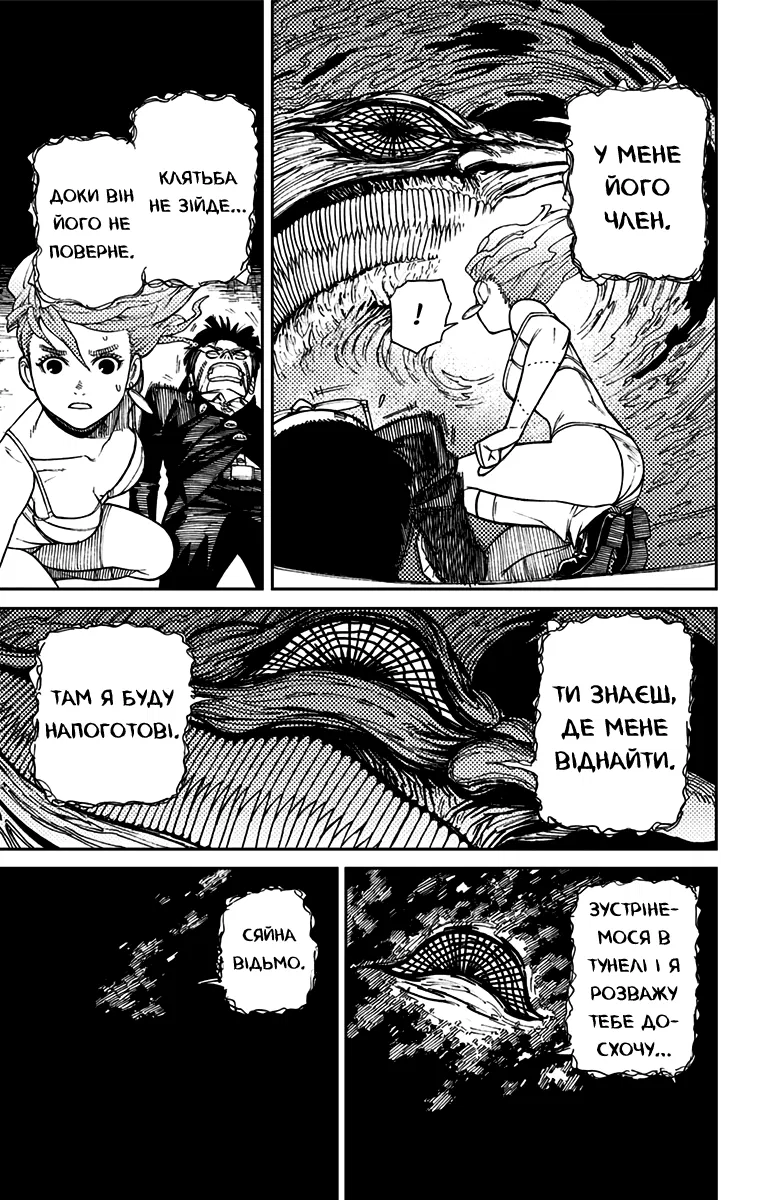 У МЕНЕ
ЙОГО
ЧЛЕН.
!
КЛЯТЬБА
НЕ ЗІЙДЕ...
ДОКИ ВІН
ЙОГО НЕ
ПОВЕРНЕ.
ТИ ЗНАЄШ,
ДЕ МЕНЕ
ВІДНАЙТИ.
ТАМ Я БУДУ
НАПОГОТОВІ.
ЗУСТРІНЕ-
МОСЯ В
ТУНЕЛІ І Я
РОЗВАЖУ
ТЕБЕ ДО-
СХОЧУ...
СЯЙНА
ВІДЬМО.